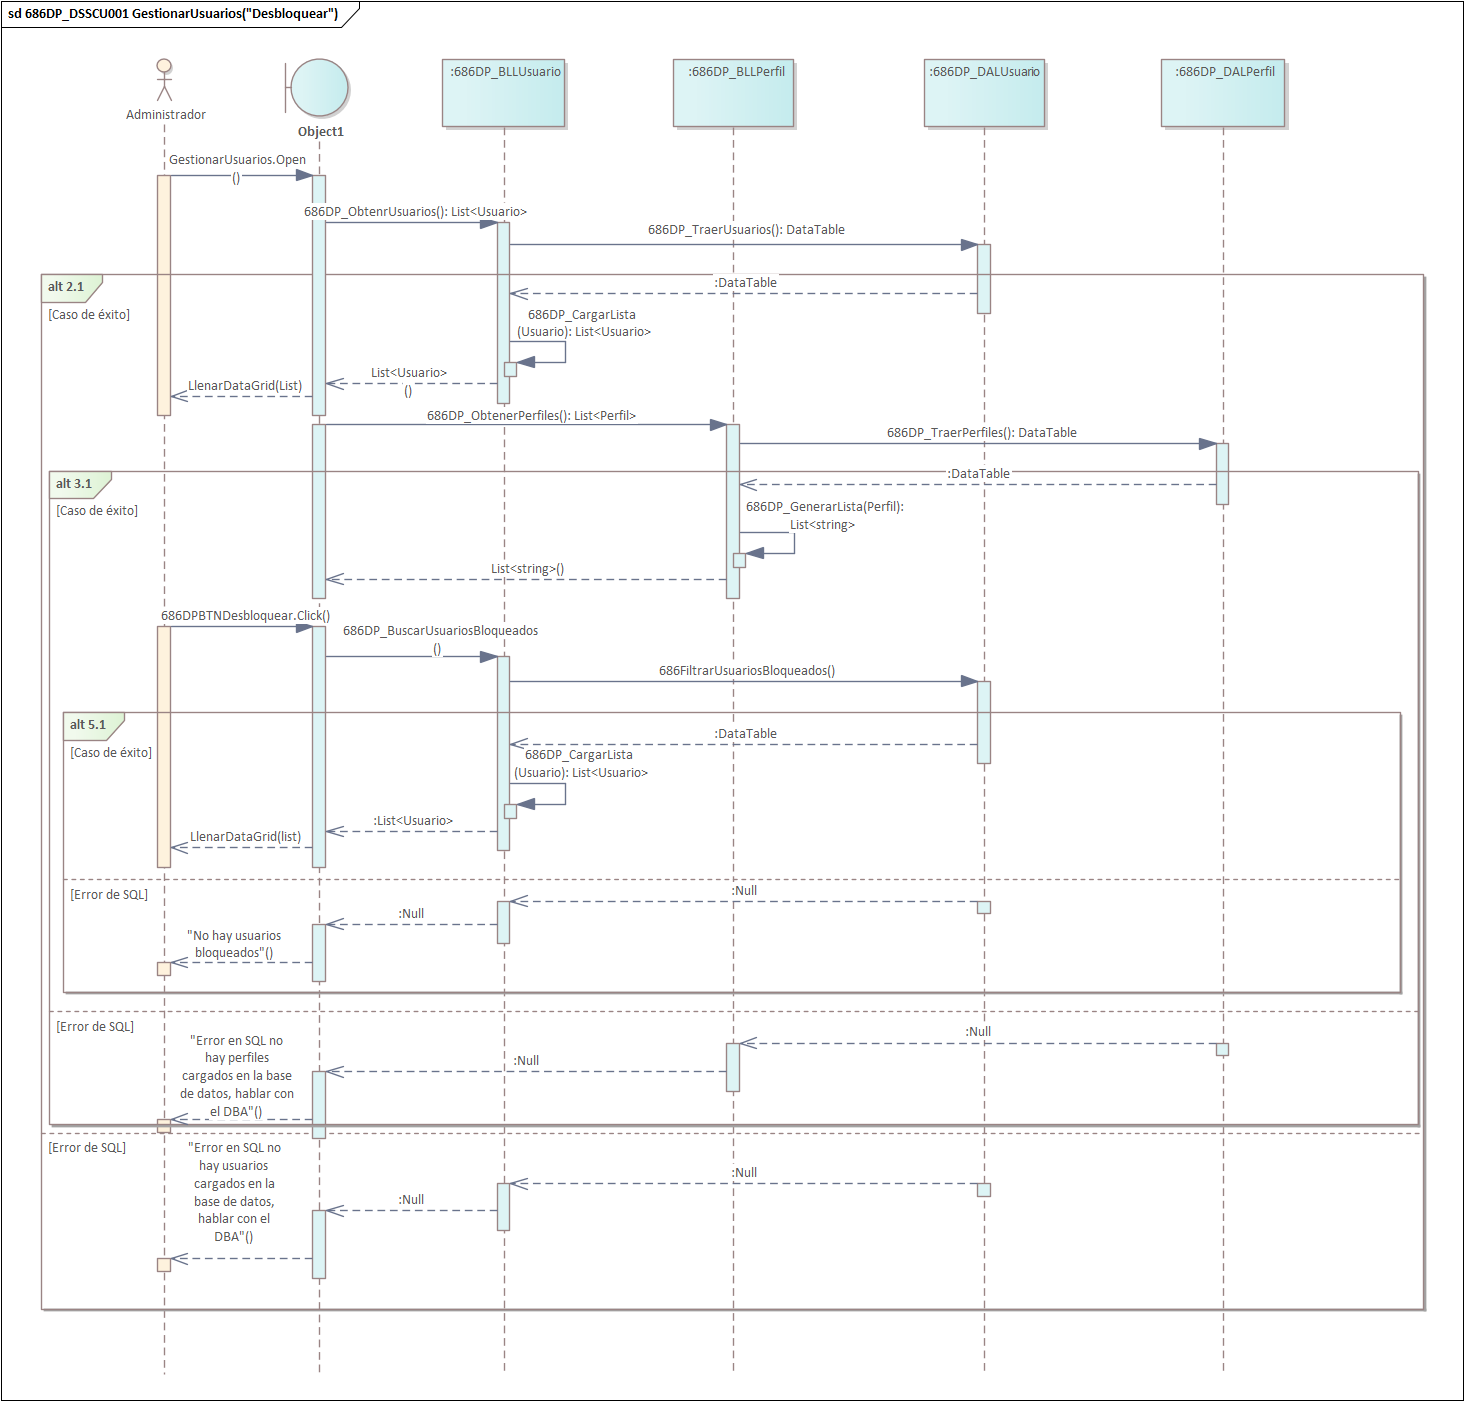 sd 686DP_DSSCU001 GestionarUsuarios("Desbloquear")
Administrador
Object1
:686DP_BLLUsuario
:686DP_BLLPerfil
:686DP_DALUsuario
:686DP_DALPerfil
GestionarUsuarios.Open
()
686DP_ObtenrUsuarios(): List<Usuario>
686DP_TraerUsuarios(): DataTable
alt 2.1
[Caso de éxito]
:DataTable
686DP_CargarLista
(Usuario): List<Usuario>
List<Usuario>
()
LlenarDataGrid(List)
686DP_ObtenerPerfiles(): List<Perfil>
686DP_TraerPerfiles(): DataTable
alt 3.1
[Caso de éxito]
:DataTable
686DP_GenerarLista(Perfil):
List<string>
List<string>()
686DPBTNDesbloquear.Click()
686DP_BuscarUsuariosBloqueados
()
686FiltrarUsuariosBloqueados()
alt 5.1
[Caso de éxito]
:DataTable
686DP_CargarLista
(Usuario): List<Usuario>
:List<Usuario>
LlenarDataGrid(list)
[Error de SQL]
:Null
:Null
"No hay usuarios
bloqueados"()
[Error de SQL]
:Null
:Null
"Error en SQL no
hay perfiles
cargados en la base
de datos, hablar con
el DBA"()
[Error de SQL]
:Null
:Null
"Error en SQL no
hay usuarios
cargados en la
base de datos,
hablar con el
DBA"()